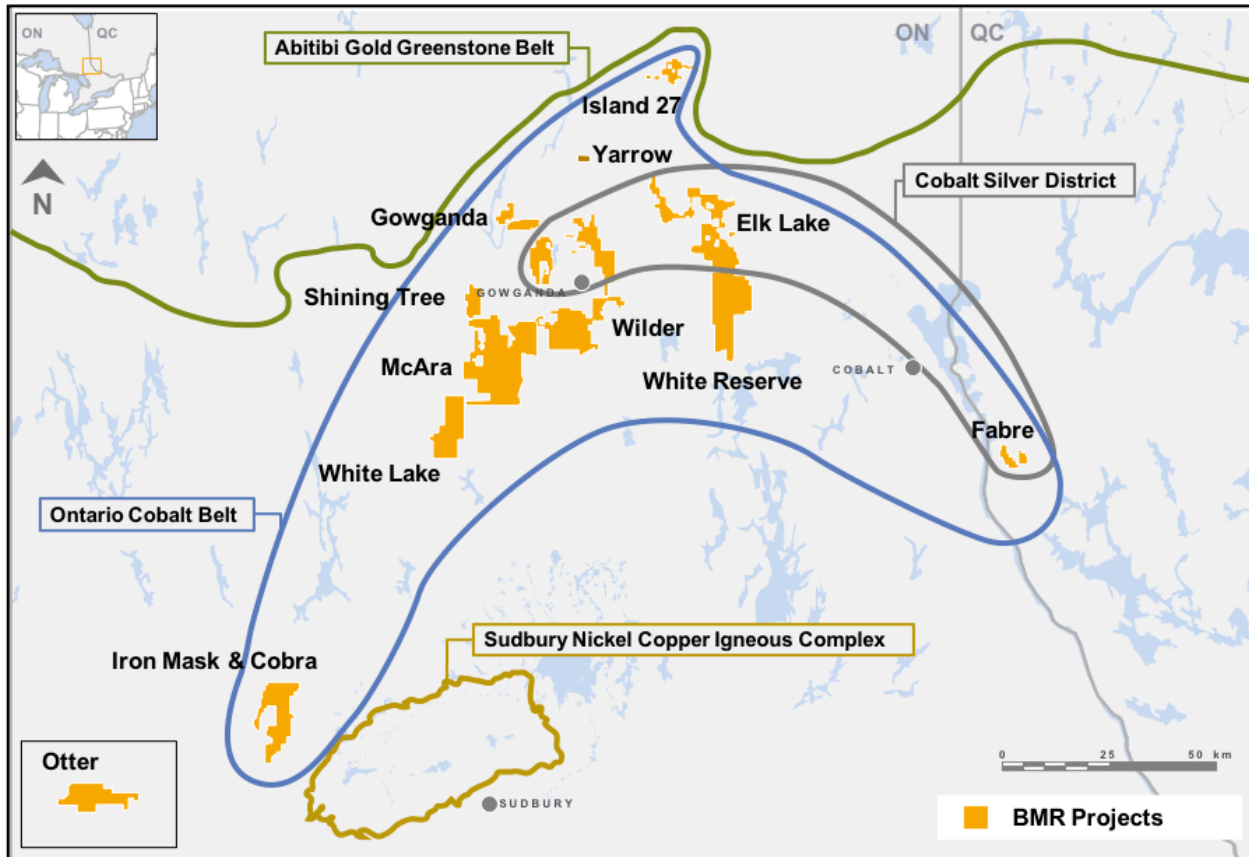 ON
QC
ON
QC
Abitibi Gold Greenstone Belt
Island 27
N
Yarrow
Cobalt Silver District
Gowganda
Elk Lake
GOWGANDA
Shining Tree
Wilder
McAra
COBALT
White Reserve
Fabre
White Lake
Ontario Cobalt Belt
Sudbury Nickel Copper Igneous Complex
Iron Mask & Cobra
Otter
0 25 50 km
SUDBURY
BMR Projects